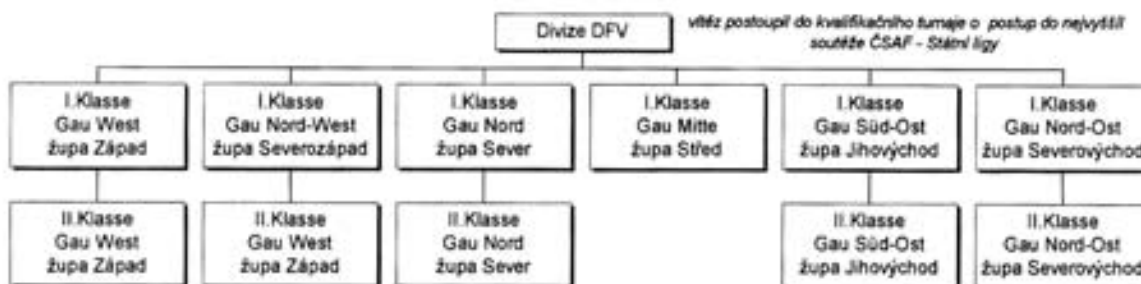 Divize DFV
vítěz postoupil do kvalifikačního turnaje o postup do nejvyšší
soutěže ČSAF - Státní ligy
I.Klasse
Gau West
župa Západ
I.Klasse
Gau Nord-West
župa Severozápad
I.Klasse
Gau Nord
župa Sever
I.Klasse
Gau Mitte
župa Střed
I.Klasse
Gau Süd-Ost
župa Jihovýchod
I.Klasse
Gau Nord-Ost
župa Severovýchod
II.Klasse
Gau West
župa Západ
II.Klasse
Gau West
župa Západ
II.Klasse
Gau Nord
župa Sever
II.Klasse
Gau Süd-Ost
župa Jihovýchod
II.Klasse
Gau Nord-Ost
župa Severovýchod